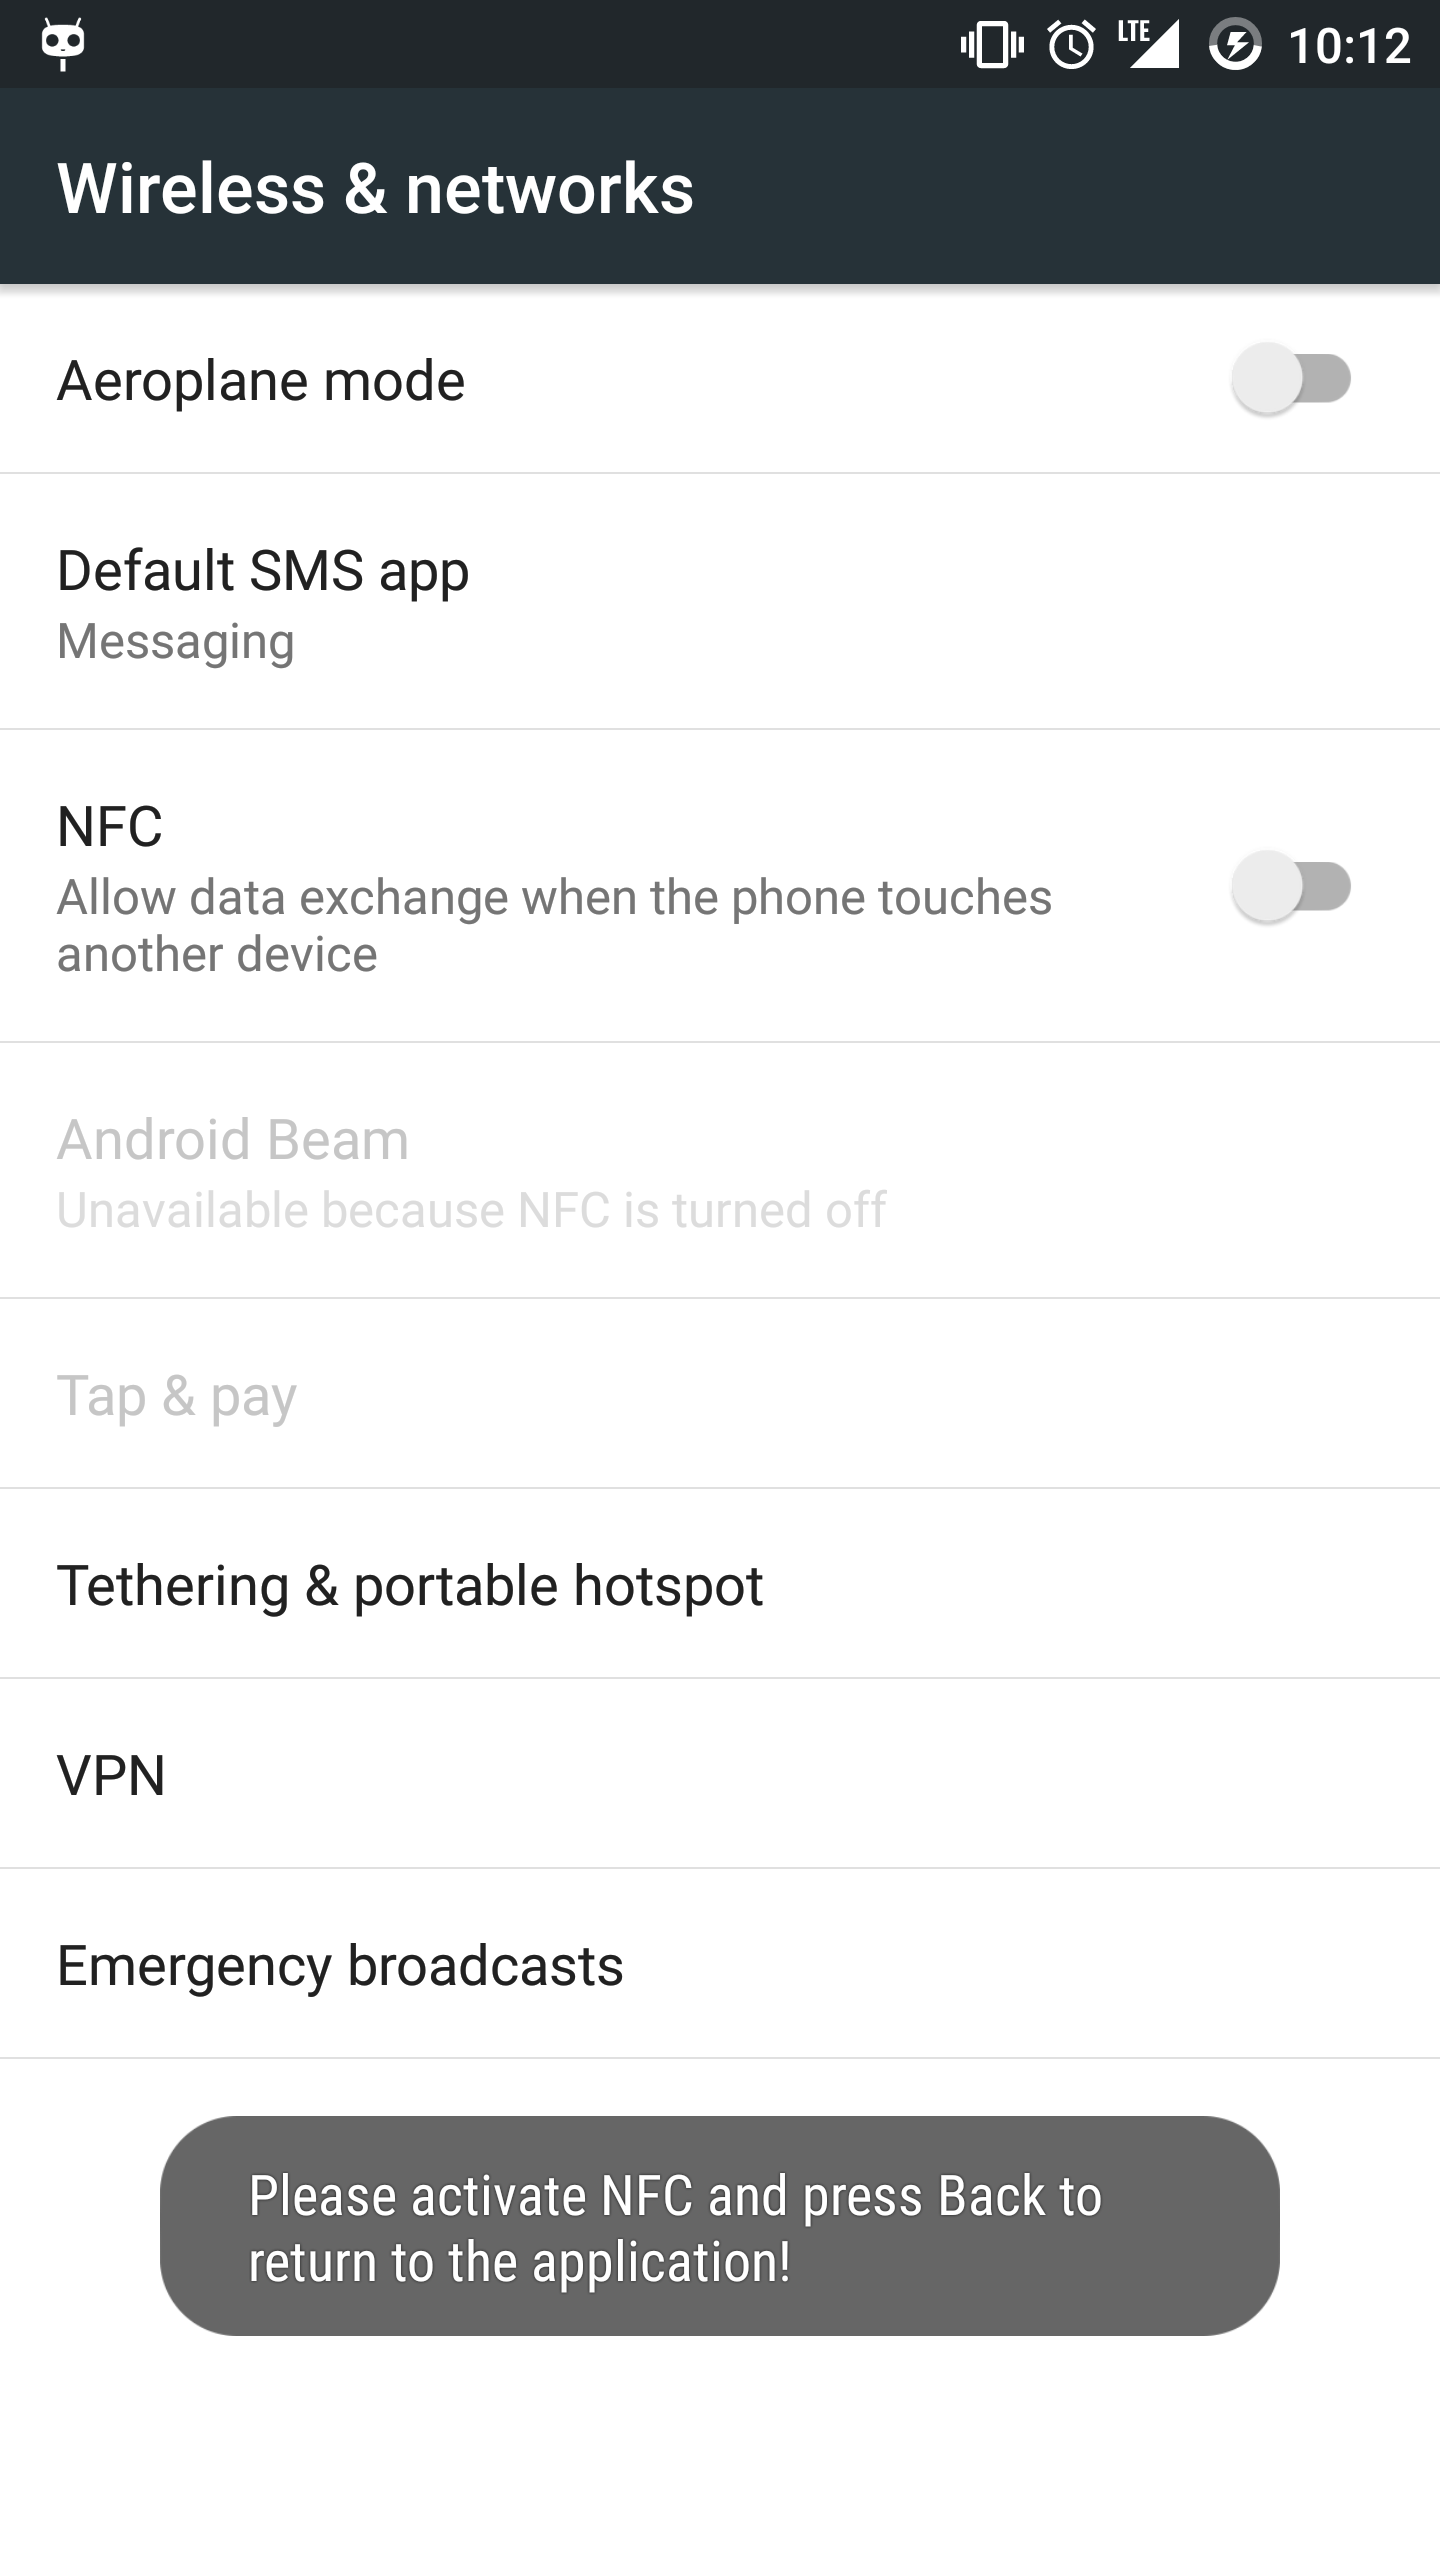 LTE 10:12
Wireless & networks
Aeroplane mode
Default SMS app
Messaging
NFC
Allow data exchange when the phone touches
another device
Android Beam
Unavailable because NFC is turned off
Tap & pay
Tethering & portable hotspot
VPN
Emergency broadcasts
Please activate NFC and press Back to
return to the application!